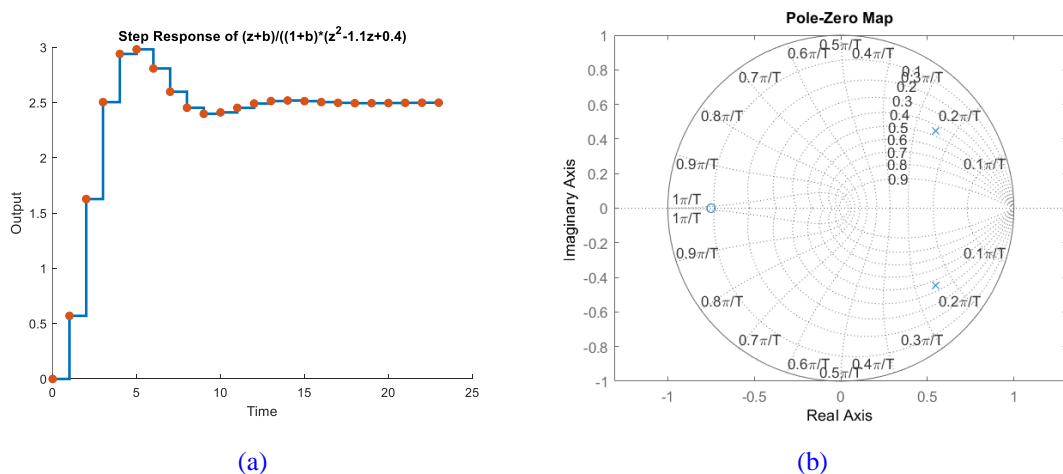 Step Response of (z+b)/((1+b)*(z^2-1.1z+0.4)
3
2.5
2
1.5
1
0.5
0
0 5 10 15 20 25
Output
Time
(a)
Pole-Zero Map
1
0.8
0.6
0.4
0.2
0
-0.2
-0.4
-0.6
-0.8
-1
-1 -0.5 0 0.5 1
Imaginary Axis
Real Axis
0.5π/T
0.6π/T 0.4π/T
0.7π/T 0.3π/T
0.8π/T 0.2π/T
0.9π/T 0.1π/T
1π/T
1π/T
0.9π/T 0.1π/T
0.8π/T 0.2π/T
0.7π/T 0.3π/T
0.6π/T 0.4π/T
0.5π/T
0.1
0.2
0.3
0.4
0.5
0.6
0.7
0.8
0.9
(b)